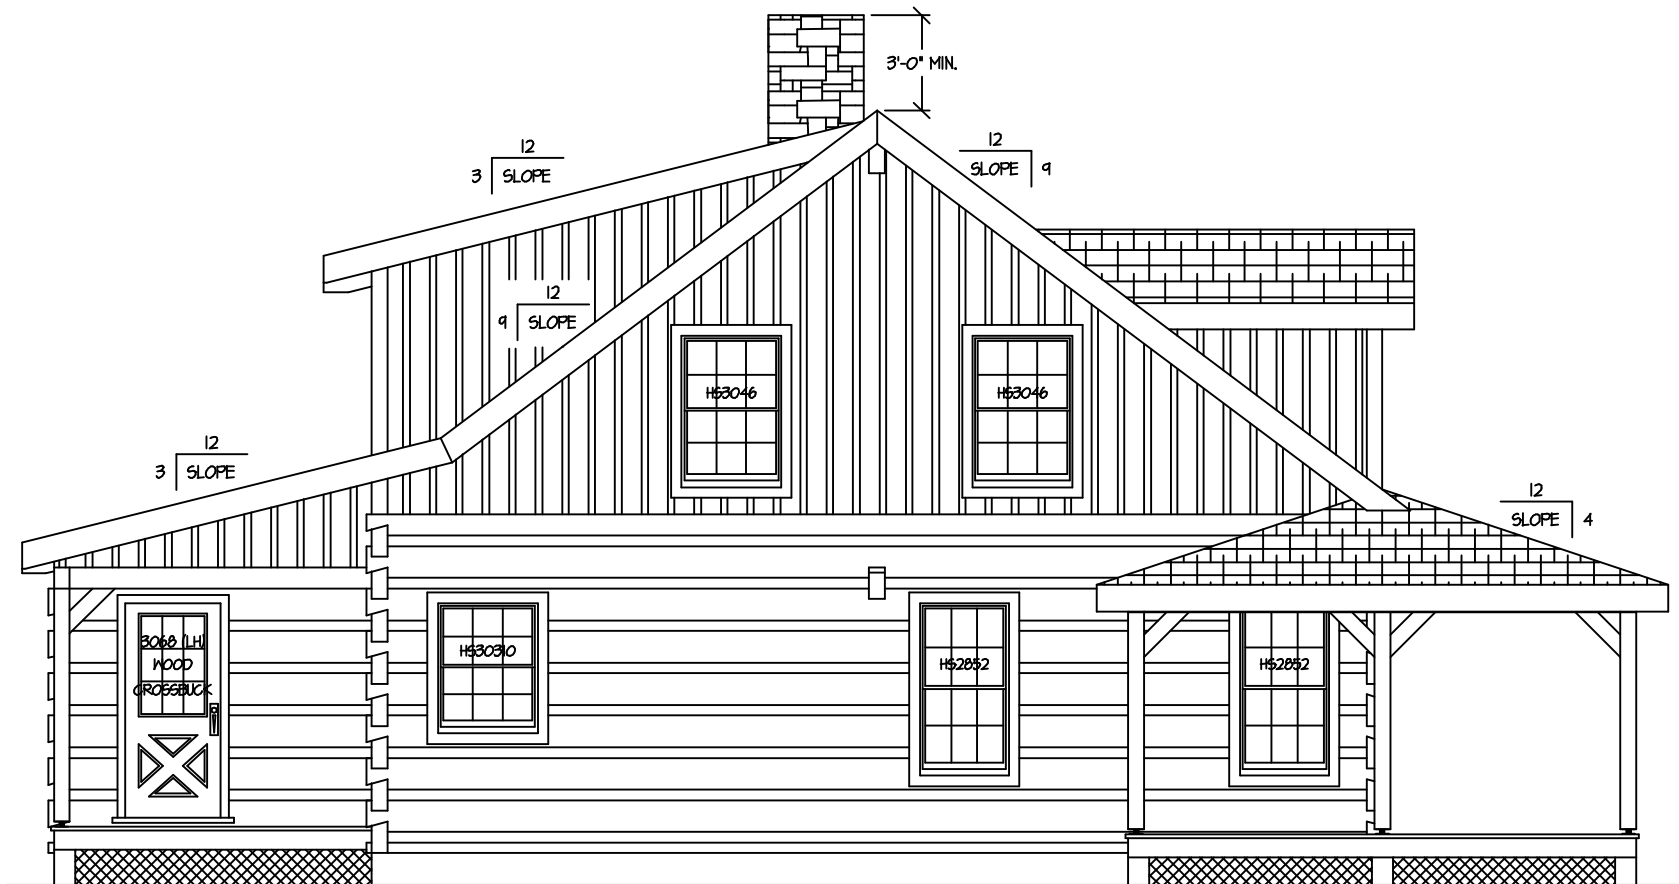 3'-0" MIN.
12
3 SLOPE
12
SLOPE 9
12
9 SLOPE
HS3046
HS3046
12
3 SLOPE
12
SLOPE 4
3068 (LH)
WOOD
CROSSBUCK
HS30310
HS2852
HS2852